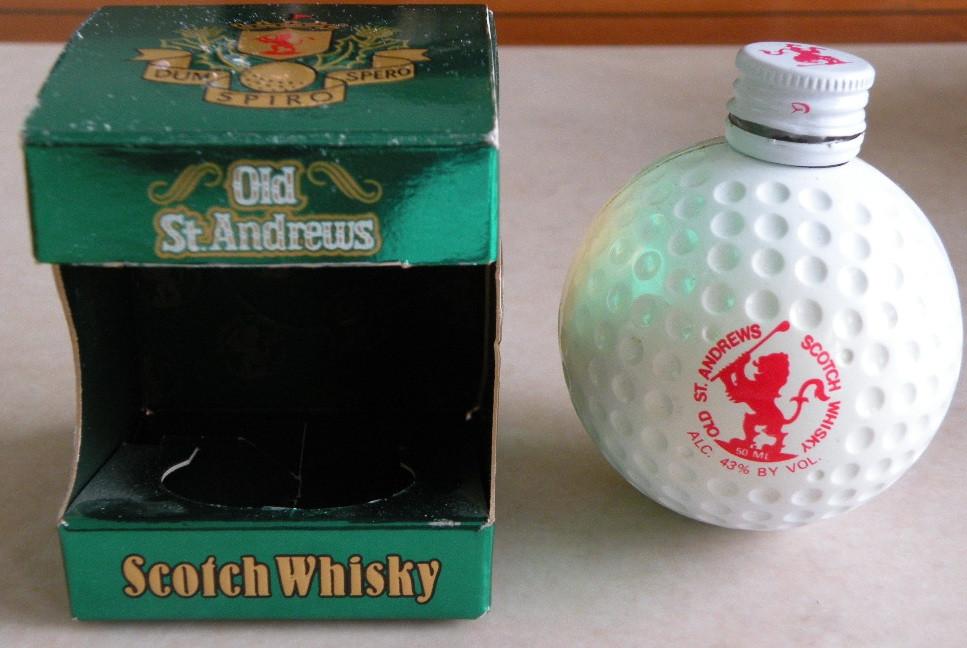 DUM SPIRO SPERO
Old
St Andrews
Scotch Whisky
OLD ST. ANDREWS SCOTCH WHISKY
50 ML
ALC. 43% BY VOL.